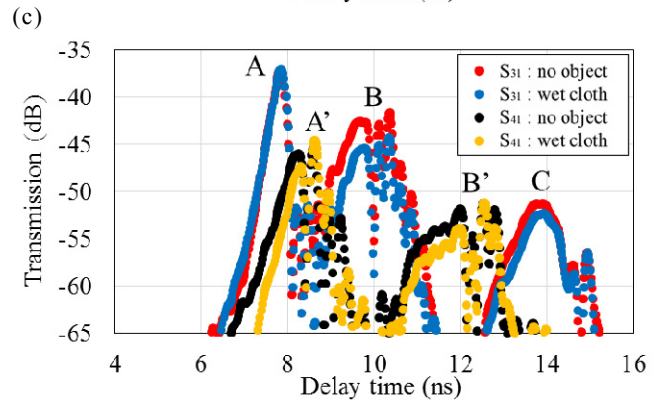 (c)
-35
-40
-45
-50
-55
-60
-65
Transmission (dB)
A
A'
B
B'
C
S31 : no object
S31 : wet cloth
S41 : no object
S41 : wet cloth
4 6 8 10 12 14 16
Delay time (ns)